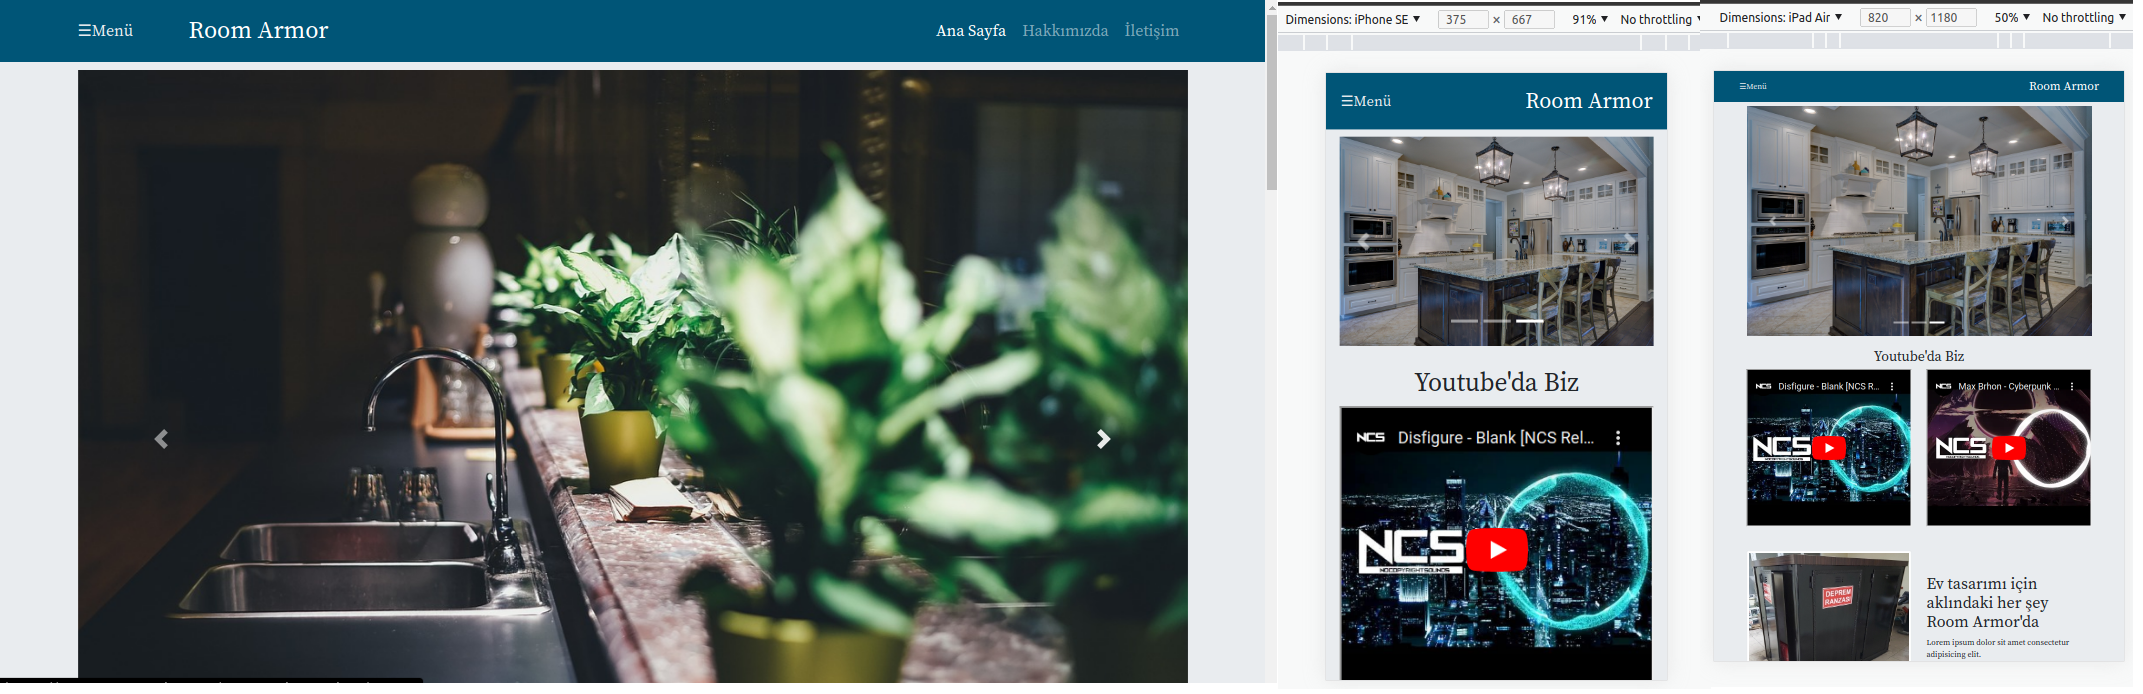 ☰Menü
Room Armor
Ana Sayfa Hakkımızda İletişim
Dimensions: iPhone SE ▼ 375 × 667 91% ▼ No throttling
☰Menü
Room Armor
Youtube'da Biz
NCS Disfigure - Blank [NCS Rel...
NCS
NOCOPYRIGHTSOUNDS
Dimensions: iPad Air ▼ 820 × 1180 50% ▼ No throttling ▼
☰Menü
Room Armor
Youtube'da Biz
NCS Disfigure - Blank [NCS R...
NCS
NCS Max Brhon - Cyberpunk ...
NCS
DEPREM
RANZASI
Ev tasarımı için
aklındaki her şey
Room Armor'da
Lorem ipsum dolor sit amet consectetur
adipisicing elit.